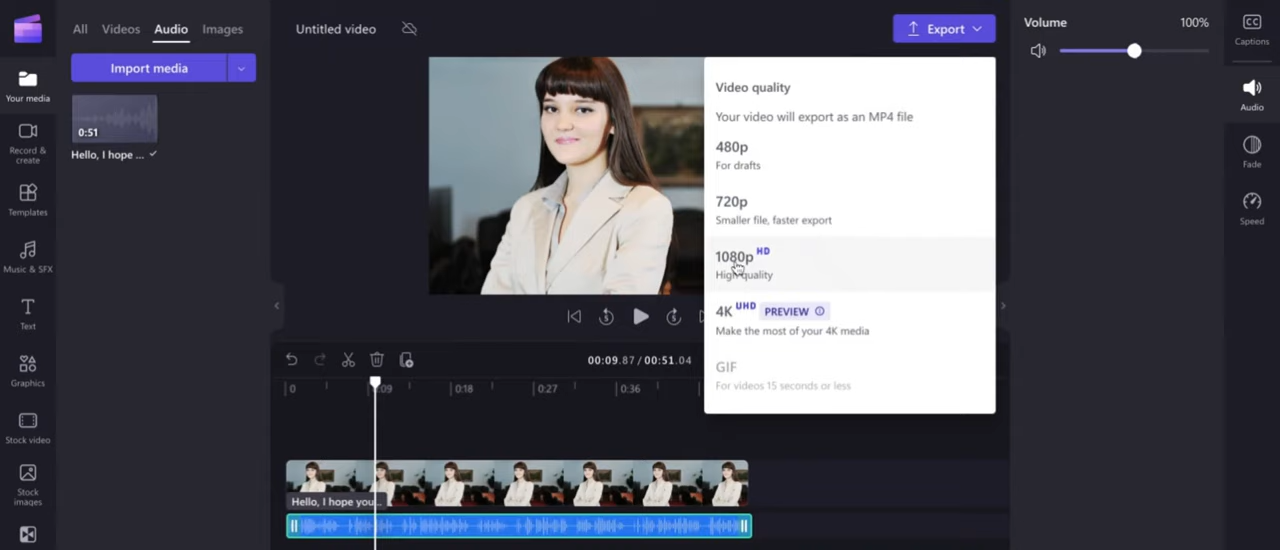 All Videos Audio Images
Import media
0:51
Hello, I hope ...
Your media
Record &
create
Templates
Music & SFX
Text
Graphics
Stock video
Stock
images
Untitled video
Export
Video quality
Your video will export as an MP4 file
480p
For drafts
720p
Smaller file, faster export
1080p HD
High quality
4K UHD PREVIEW
Make the most of your 4K media
GIF
For videos 15 seconds or less
5 5
00:09.87 / 00:51.04
0 0:18 0:27 0:36
Hello, I hope you...
Volume 100%
CC
Captions
Audio
Fade
Speed